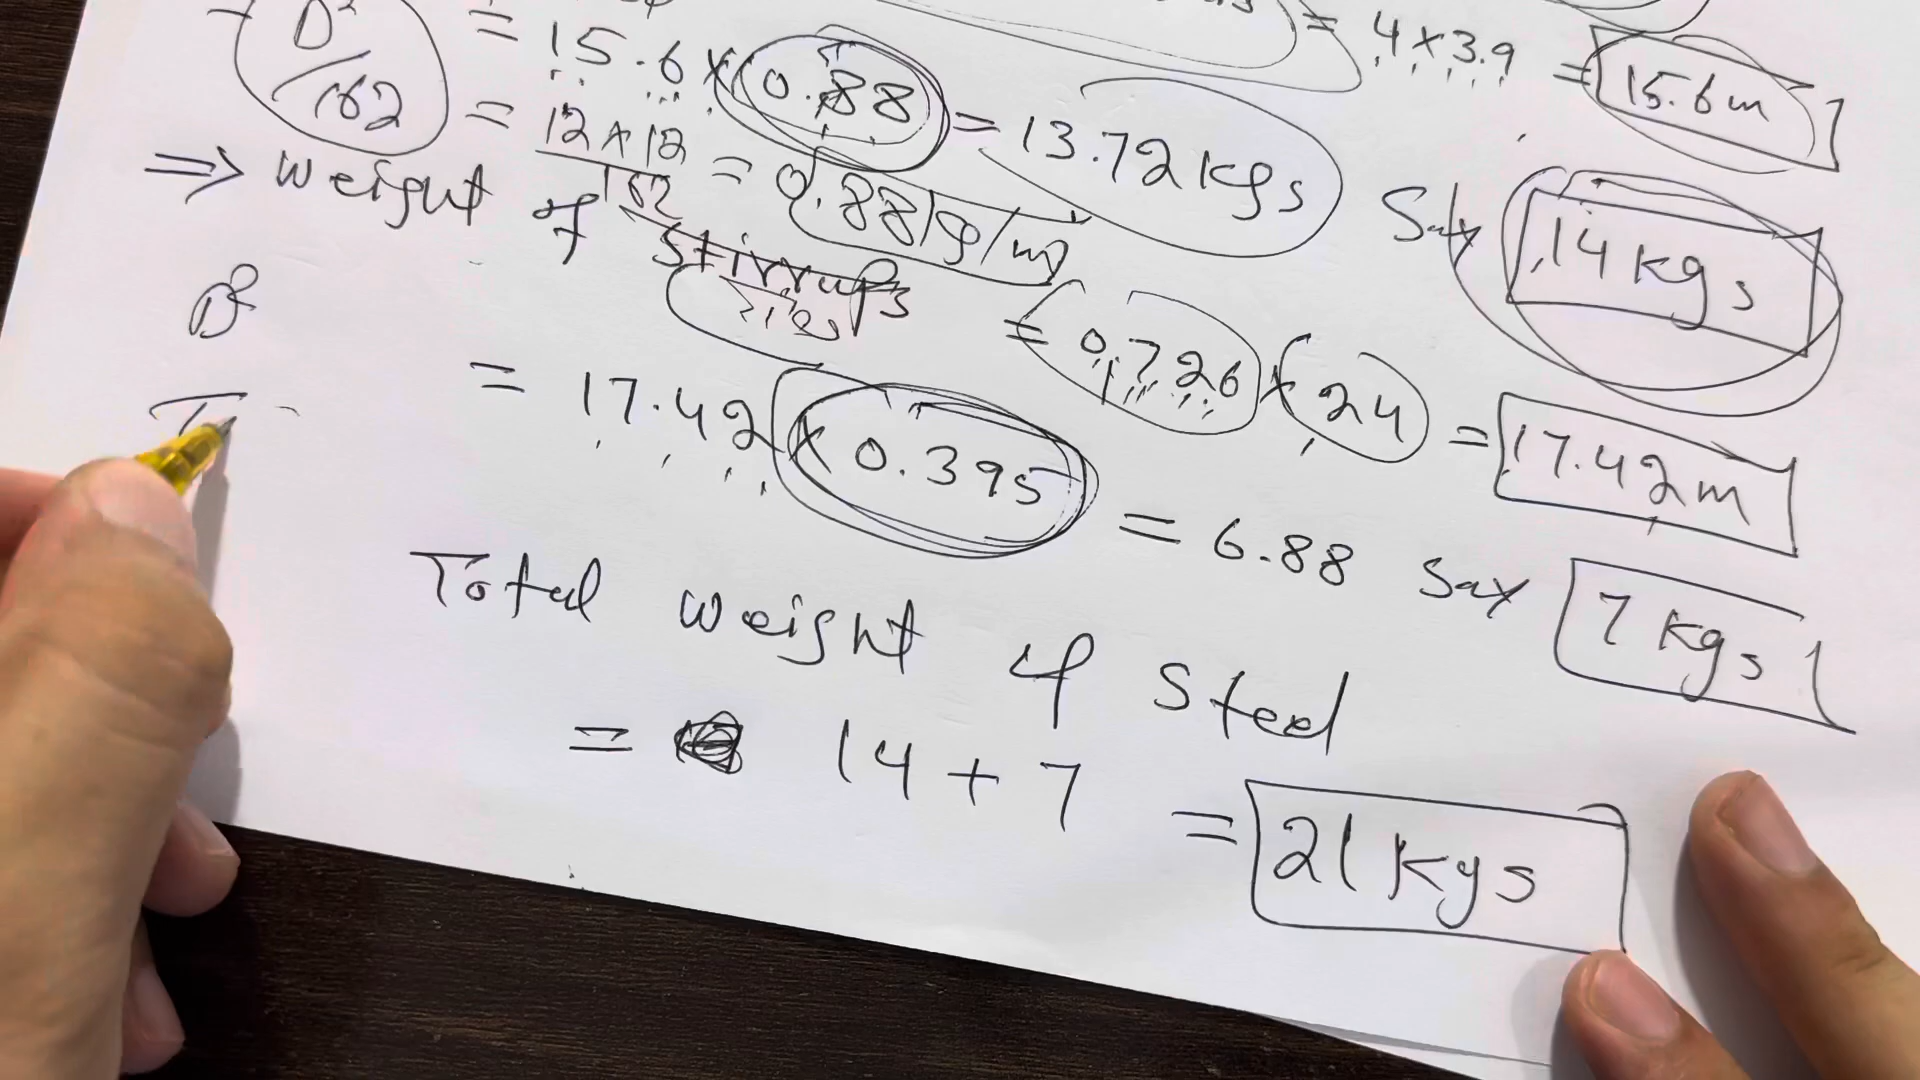 = 4 x 3.9 = 15.6m
D²/162 = 15.6 x 0.88 = 13.72 kgs Say 14 kgs
= 12 x 12 / 162 = 0.88 kg/m
=> Weight of Stirrups = 0.726 x 24 = 17.42m
D²
= 17.42 x 0.395 = 6.88 Say 7 kgs
Total weight of Steel
= 14 + 7 = 21 kgs